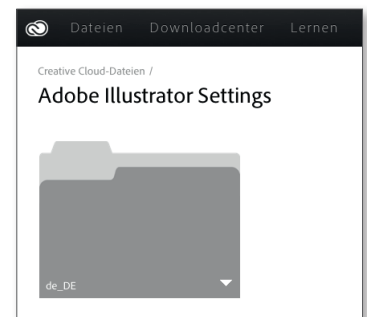 Dateien Downloadcenter Lernen
Creative Cloud-Dateien /
Adobe Illustrator Settings
de_DE